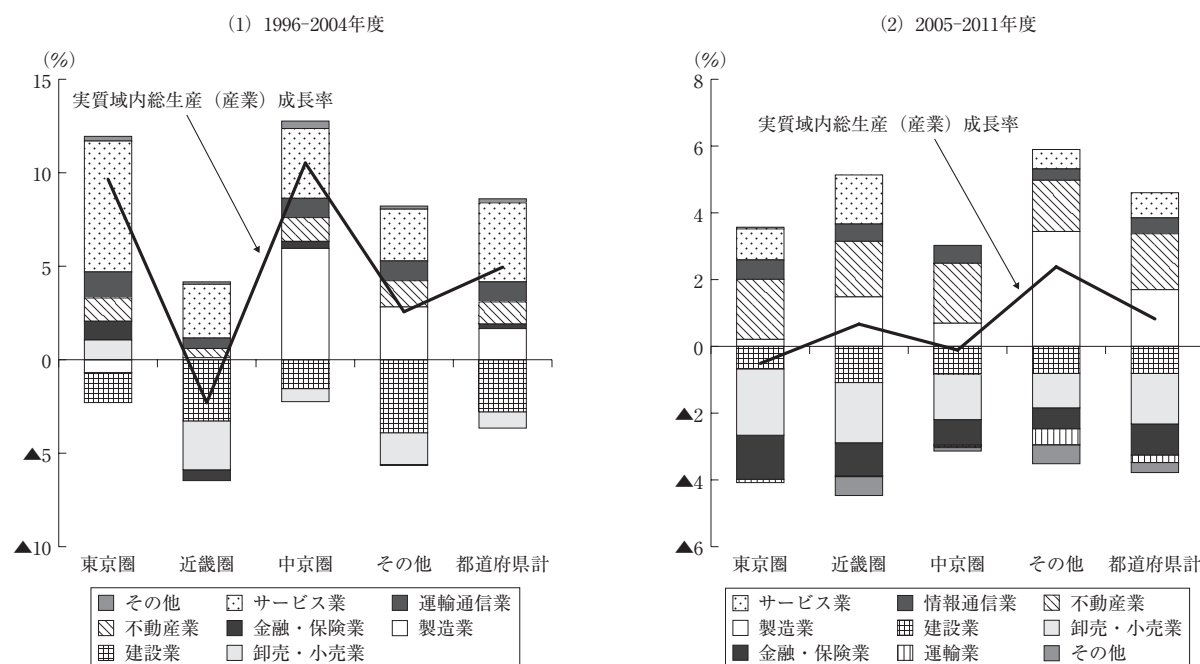 (1) 1996-2004年度
(%)
15
10
5
0
▲5
▲10
実質域内総生産（産業）成長率
東京圏 近畿圏 中京圏 その他 都道府県計
その他 サービス業 運輸通信業
不動産業 金融・保険業 製造業
建設業 卸売・小売業
(2) 2005-2011年度
(%)
8
6
4
2
0
▲2
▲4
▲6
実質域内総生産（産業）成長率
東京圏 近畿圏 中京圏 その他 都道府県計
サービス業 情報通信業 不動産業
製造業 建設業 卸売・小売業
金融・保険業 運輸業 その他